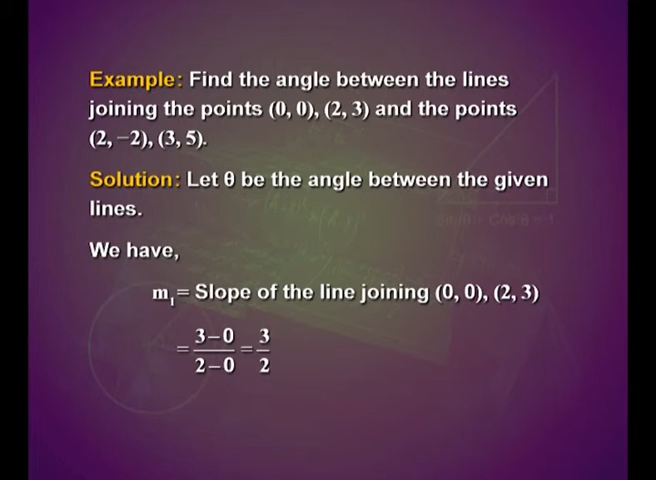 Example: Find the angle between the lines
joining the points (0, 0), (2, 3) and the points
(2, −2), (3, 5).
Solution: Let θ be the angle between the given
lines.
We have,
m₁ = Slope of the line joining (0, 0), (2, 3)
= 3−0 / 2−0 = 3 / 2